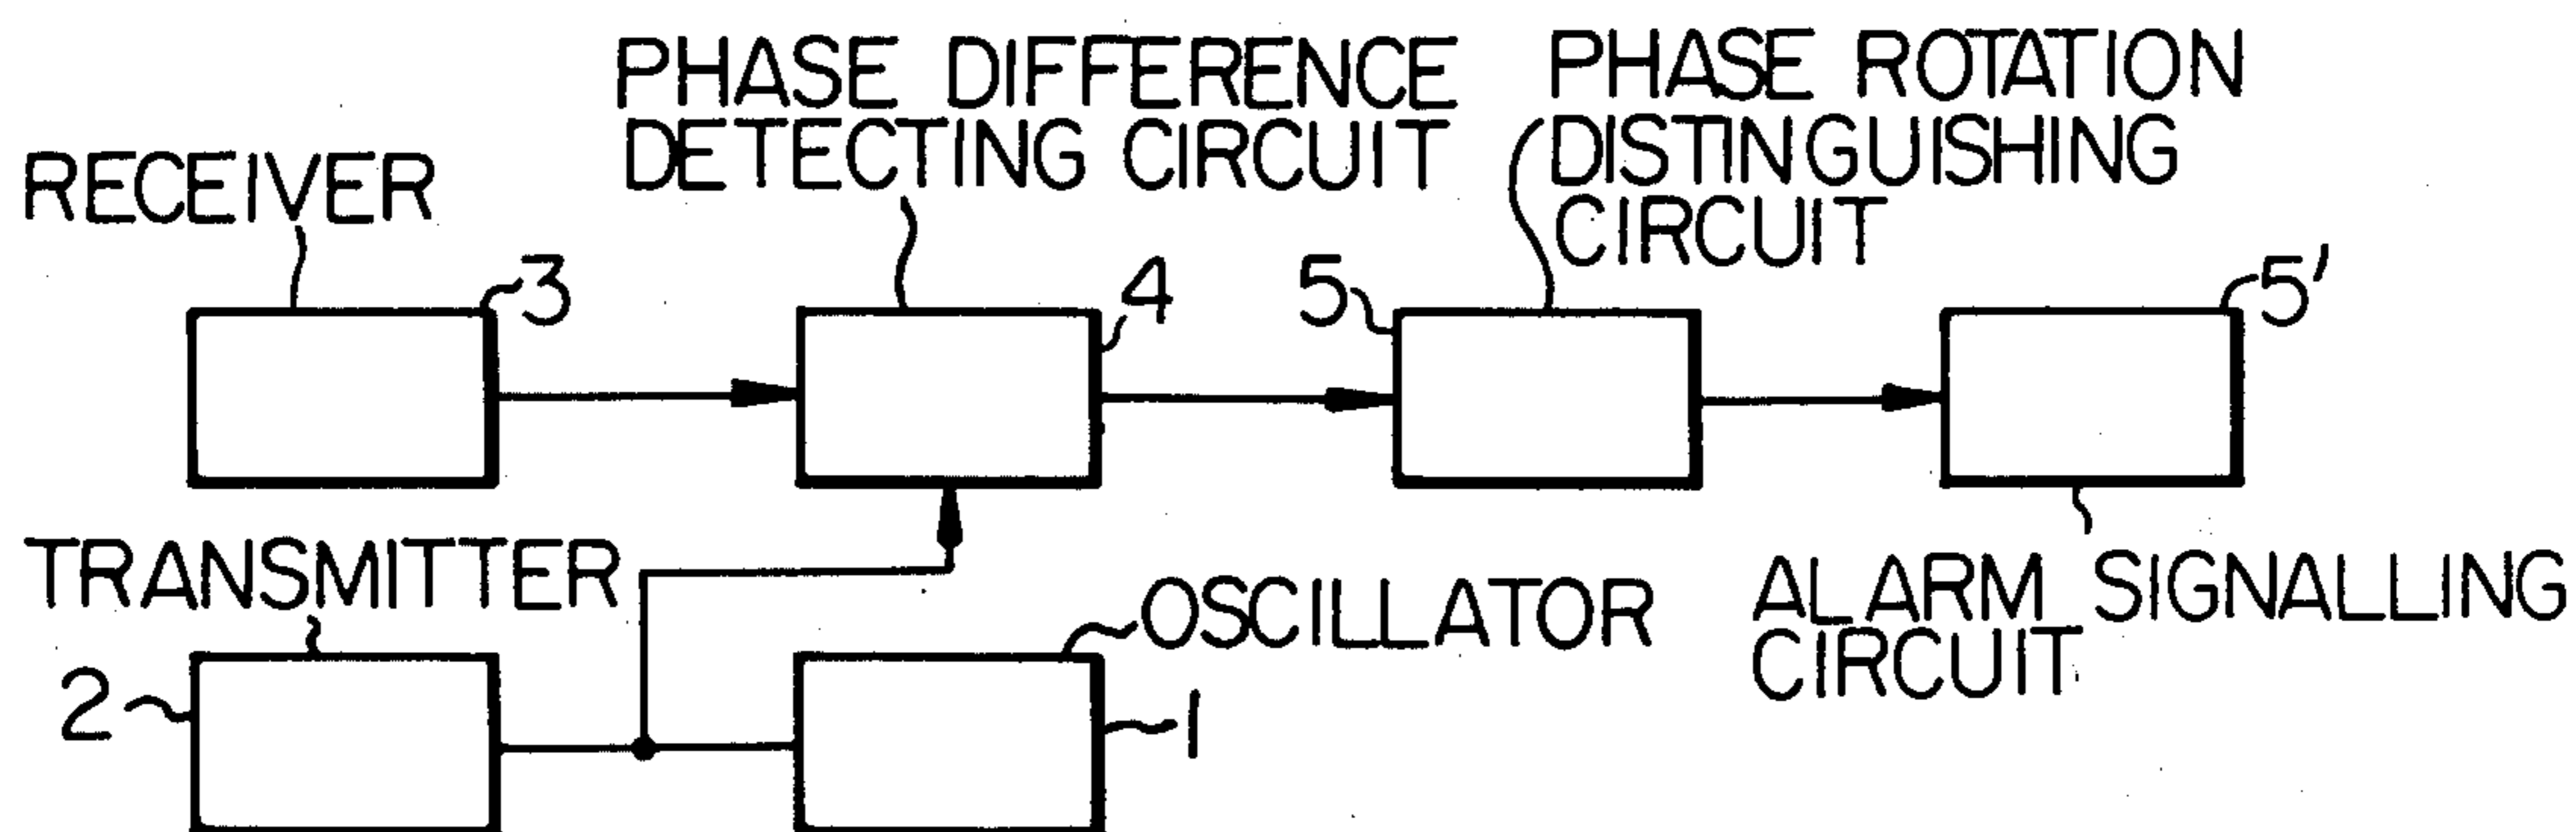 RECEIVER
3
PHASE DIFFERENCE
DETECTING CIRCUIT
4
PHASE ROTATION
DISTINGUISHING
CIRCUIT
5
5'
ALARM SIGNALLING
CIRCUIT
TRANSMITTER
2
OSCILLATOR
1